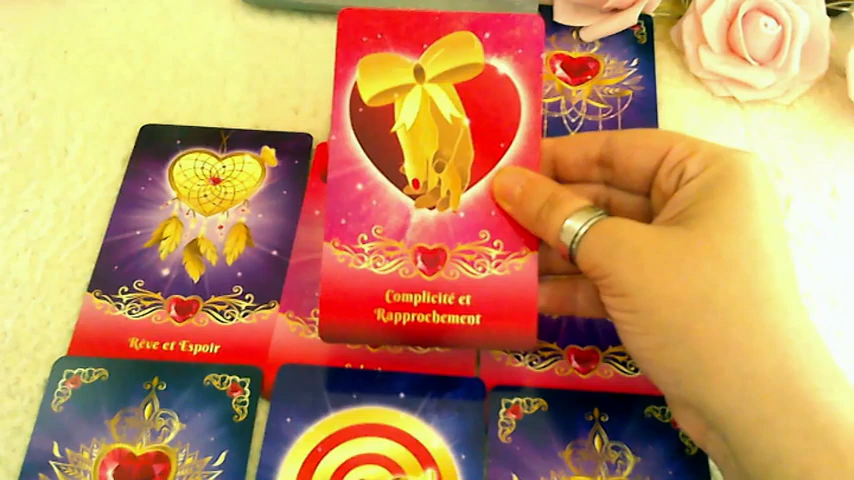 Complicité et
Rapprochement
Rêve et Espoir